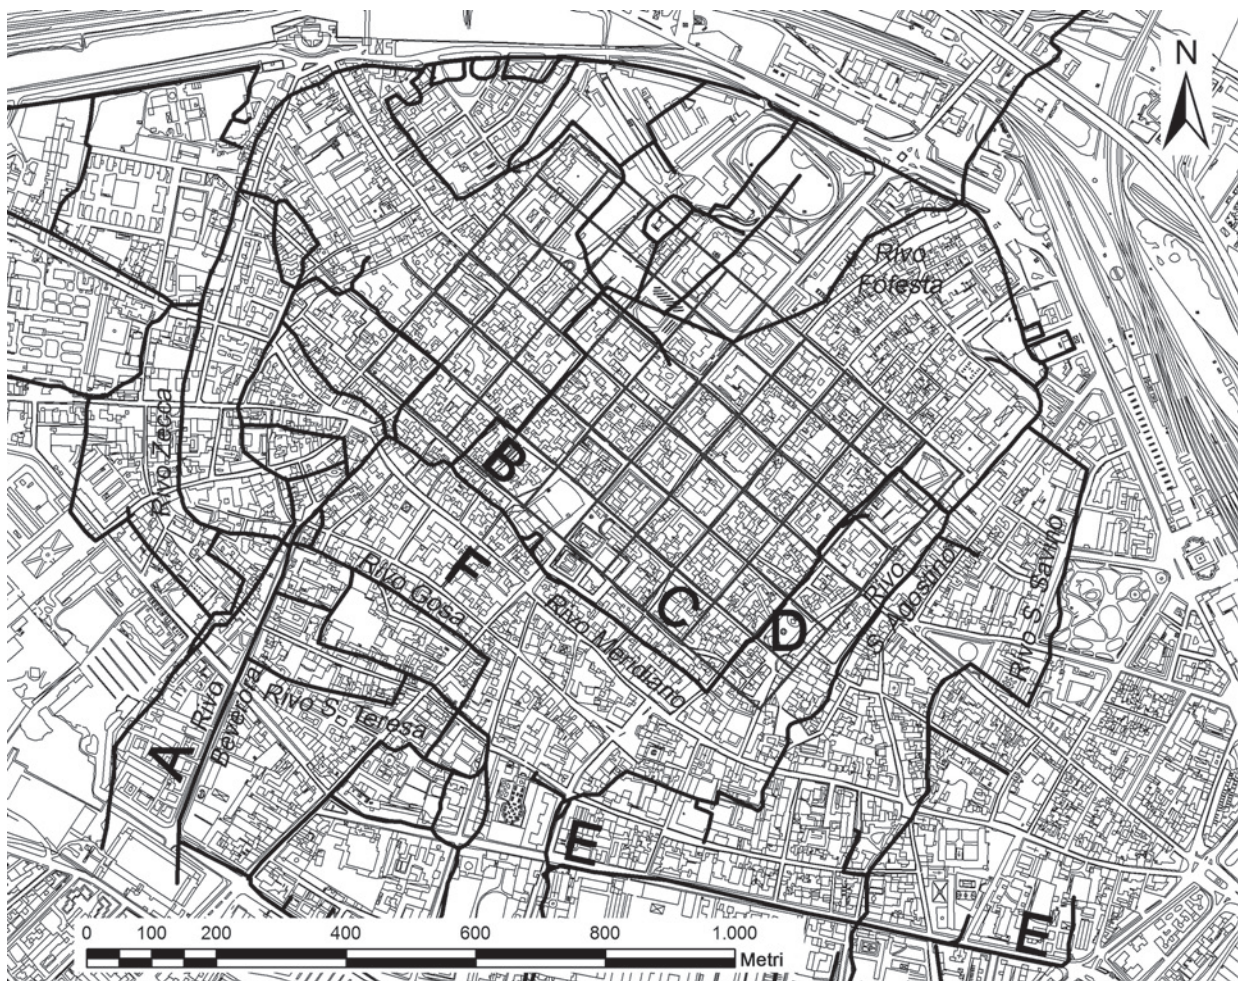 N
Rivo
Fofesta
Rivo Zecca
B
F
Rivo Gosa
C
D
Rivo
S. Agostino
Rivo S. Savino
Rivo Meridiano
Rivo
Beverora
Rivo S. Teresa
A
E
E
0 100 200 400 600 800 1.000
Metri